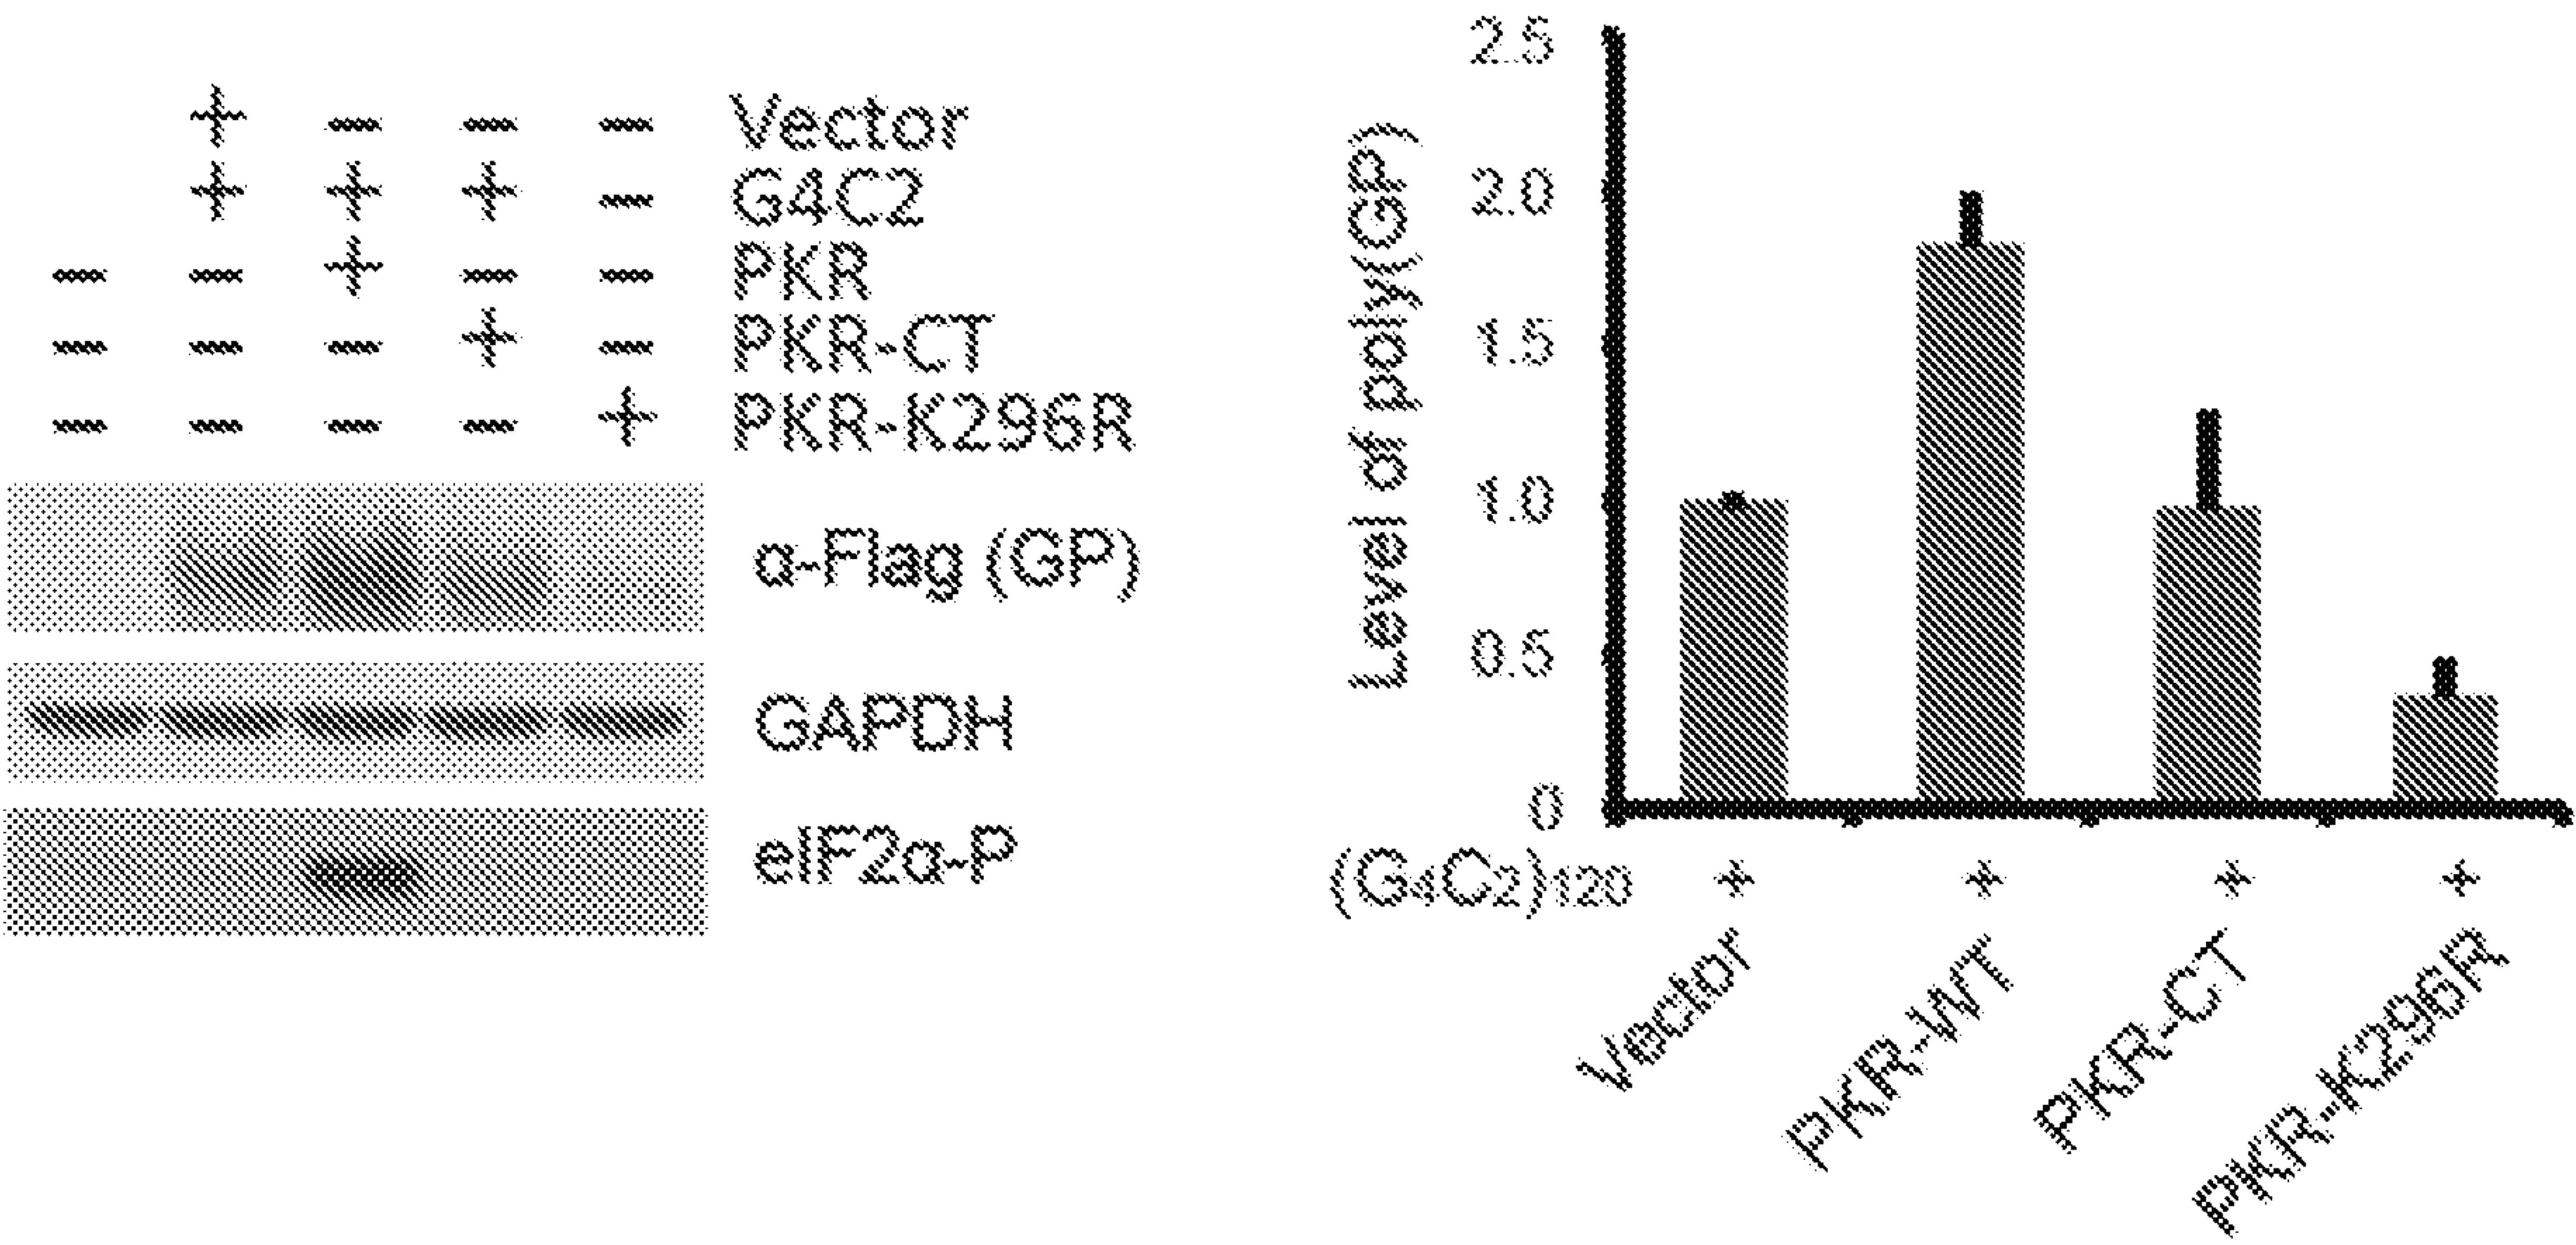 + – – – Vector
+ + + – G4C2
– – + – – PKR
– – – + – PKR-CT
– – – – + PKR-K296R
α-Flag (GP)
GAPDH
eIF2α-P
Level of poly(GP)
2.5
2.0
1.5
1.0
0.5
0
(G4C2)120 + + + +
Vector
PKR-WT
PKR-CT
PKR-K296R